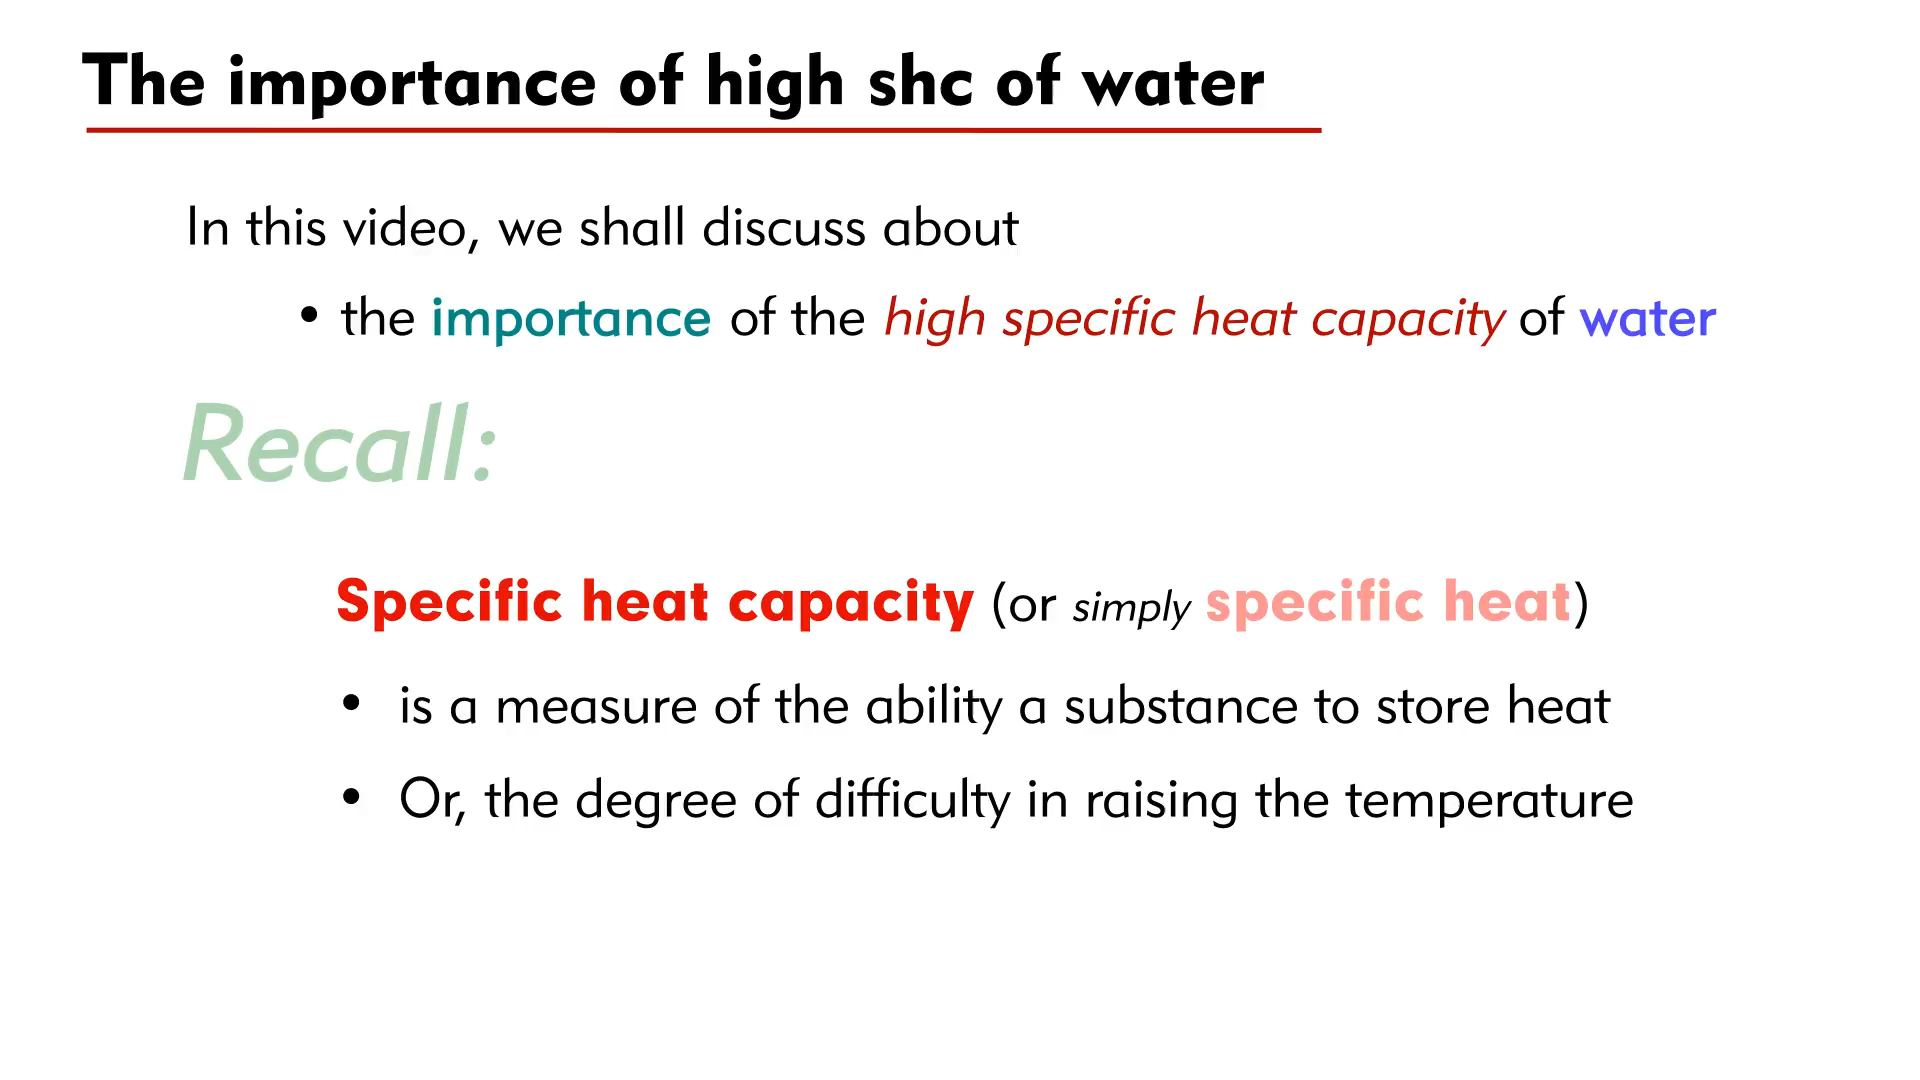 The importance of high shc of water
In this video, we shall discuss about
• the importance of the high specific heat capacity of water
Recall:
Specific heat capacity (or simply specific heat)
• is a measure of the ability a substance to store heat
• Or, the degree of difficulty in raising the temperature